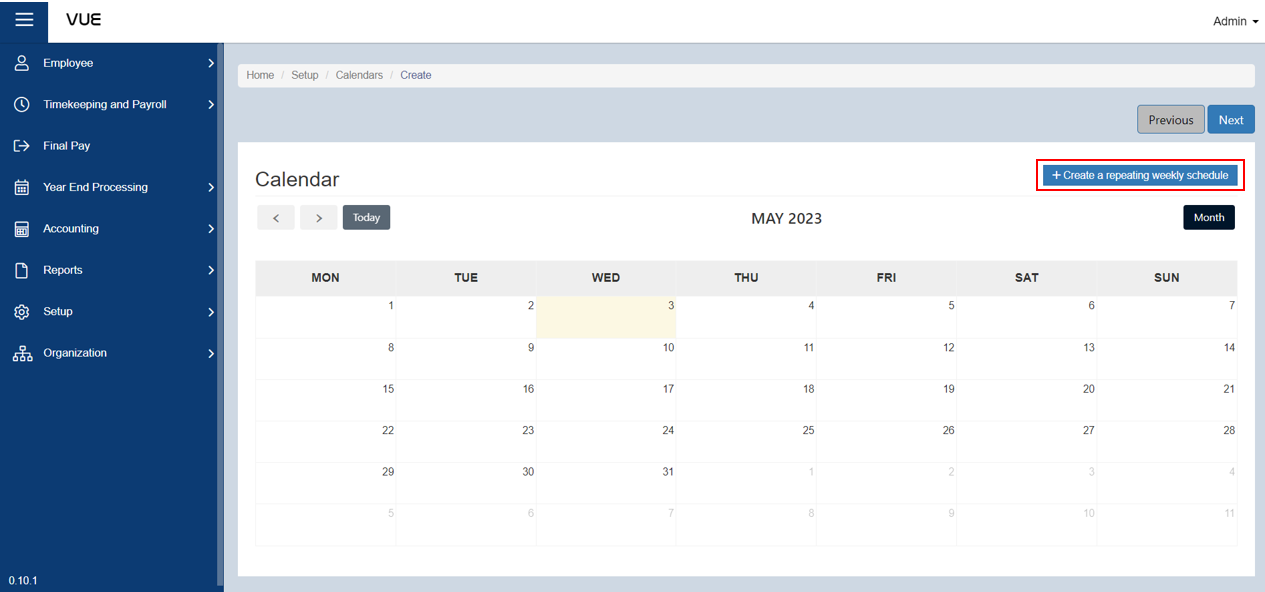 VUE
Admin
Employee
Timekeeping and Payroll
Final Pay
Year End Processing
Accounting
Reports
Setup
Organization
0.10.1
Home / Setup / Calendars / Create
Previous Next
Calendar
+ Create a repeating weekly schedule
< > Today MAY 2023 Month
MON TUE WED THU FRI SAT SUN
1 2 3 4 5 6 7
8 9 10 11 12 13 14
15 16 17 18 19 20 21
22 23 24 25 26 27 28
29 30 31 1 2 3 4
5 6 7 8 9 10 11